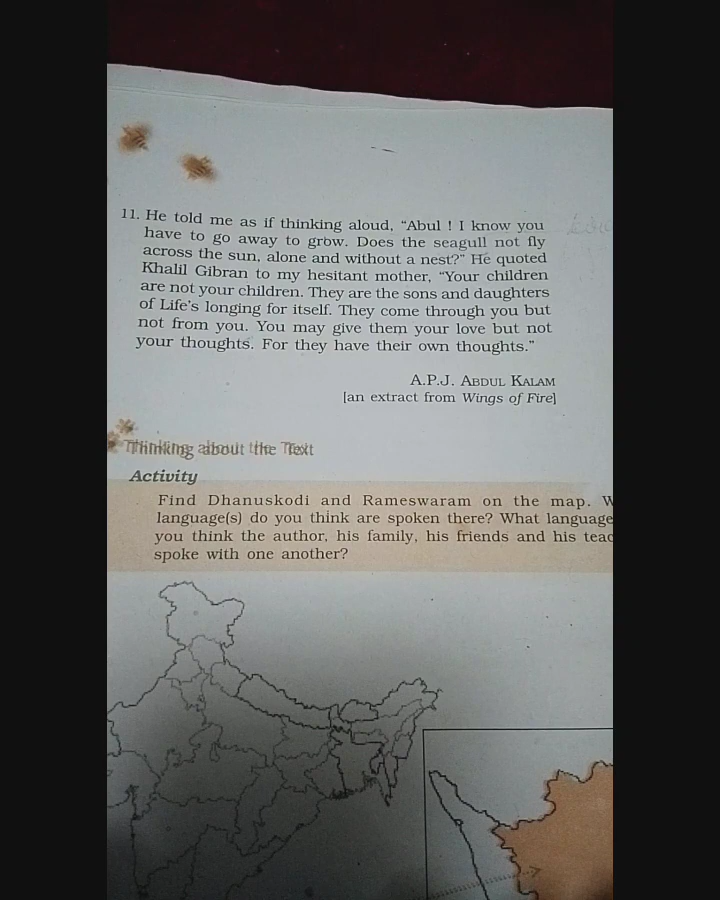 11. He told me as if thinking aloud, “Abul ! I know you
have to go away to grow. Does the seagull not fly
across the sun, alone and without a nest?” He quoted
Khalil Gibran to my hesitant mother, “Your children
are not your children. They are the sons and daughters
of Life’s longing for itself. They come through you but
not from you. You may give them your love but not
your thoughts. For they have their own thoughts.”
A.P.J. ABDUL KALAM
[an extract from Wings of Fire]
Thinking about the Text
Activity
Find Dhanuskodi and Rameswaram on the map. W
language(s) do you think are spoken there? What language
you think the author, his family, his friends and his teac
spoke with one another?